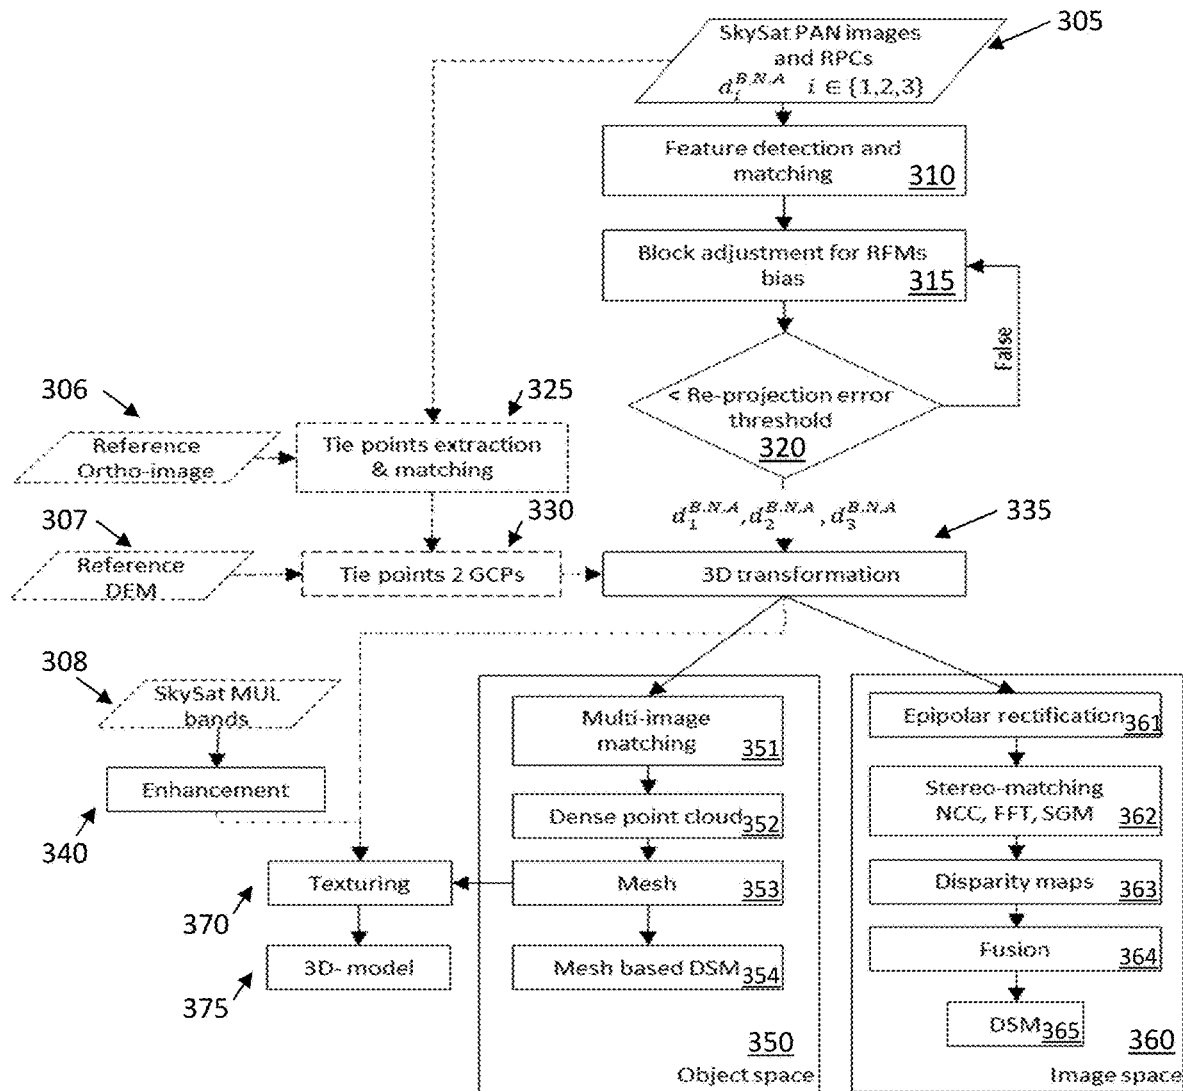 SkySat PAN images
and RPCs
d_i^{B,N,A} i ∈ {1,2,3}
305
Feature detection and
matching
310
Block adjustment for RFMs
bias
315
False
< Re-projection error
threshold
320
306
Reference
Ortho-image
325
Tie points extraction
& matching
307
Reference
DEM
330
Tie points 2 GCPs
d_1^{B,N,A}, d_2^{B,N,A}, d_3^{B,N,A}
335
3D transformation
308
SkySat MUL
bands
Enhancement
340
Texturing
370
3D- model
375
Multi-image
matching
351
Dense point cloud
352
Mesh
353
Mesh based DSM
354
350
Object space
Epipolar rectification
361
Stereo-matching
NCC, FFT, SGM
362
Disparity maps
363
Fusion
364
DSM
365
360
Image space